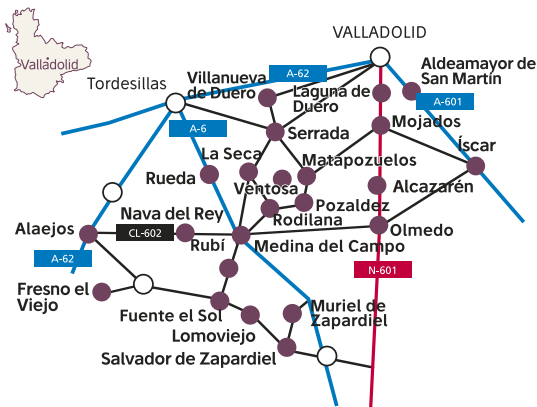 Valladolid
VALLADOLID
Aldeamayor de
San Martín
A-62
Villanueva
de Duero
Tordesillas
Laguna de
Duero
A-601
A-6
Serrada
Mojados
Íscar
La Seca
Matapozuelos
Rueda
Ventosa
Alcazarén
Pozaldez
Nava del Rey
Rodilana
Alaejos
CL-602
Rubí
Medina del Campo
Olmedo
A-62
N-601
Fresno el
Viejo
Fuente el Sol
Muriel de
Zapardiel
Lomoviejo
Salvador de Zapardiel